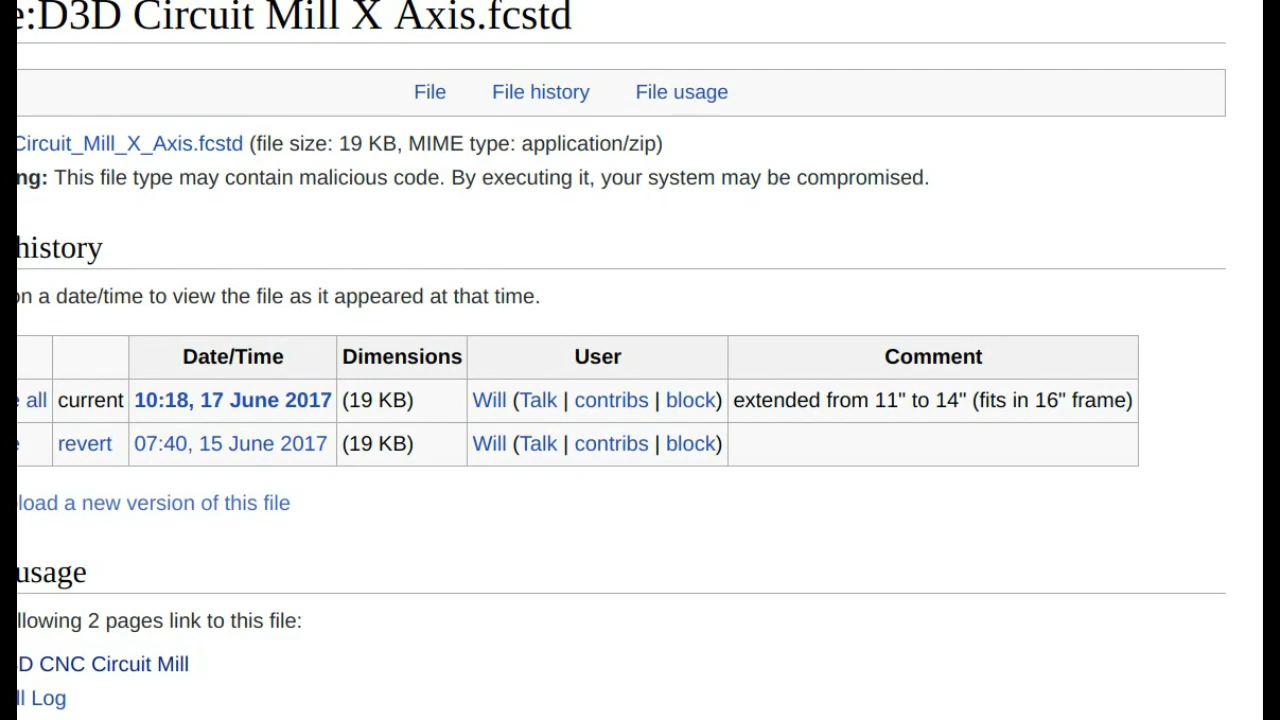 e:D3D Circuit Mill X Axis.fcstd
File File history File usage
Circuit_Mill_X_Axis.fcstd (file size: 19 KB, MIME type: application/zip)
ng: This file type may contain malicious code. By executing it, your system may be compromised.
history
on a date/time to view the file as it appeared at that time.
Date/Time Dimensions User Comment
all current 10:18, 17 June 2017 (19 KB) Will (Talk | contribs | block) extended from 11" to 14" (fits in 16" frame)
revert 07:40, 15 June 2017 (19 KB) Will (Talk | contribs | block)
load a new version of this file
usage
llowing 2 pages link to this file:
D CNC Circuit Mill
ll Log